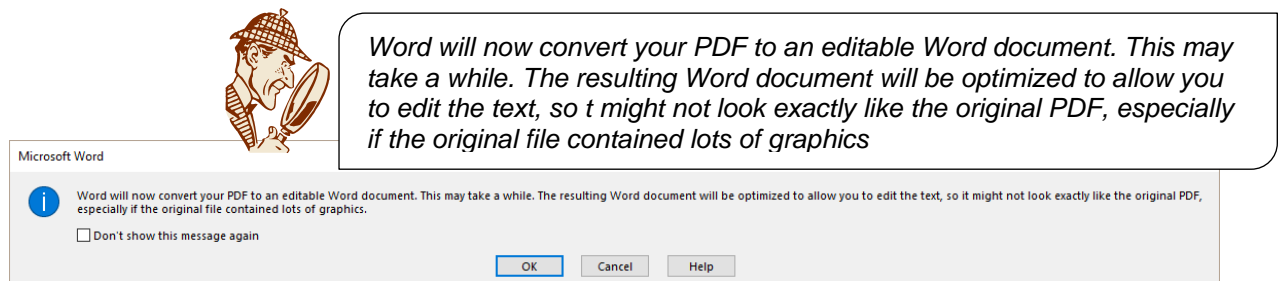 Word will now convert your PDF to an editable Word document. This may
take a while. The resulting Word document will be optimized to allow you
to edit the text, so t might not look exactly like the original PDF, especially
if the original file contained lots of graphics
Microsoft Word
Word will now convert your PDF to an editable Word document. This may take a while. The resulting Word document will be optimized to allow you to edit the text, so it might not look exactly like the original PDF,
especially if the original file contained lots of graphics.
Don't show this message again
OK Cancel Help